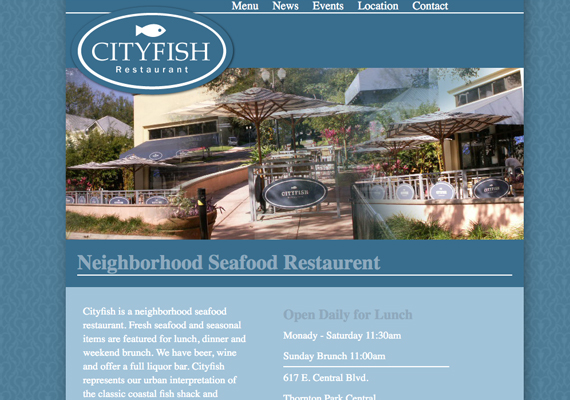 Menu News Events Location Contact
CITYFISH
Restaurant
CITYFISH
Neighborhood Seafood Restaurent
Cityfish is a neighborhood seafood
restaurant. Fresh seafood and seasonal
items are featured for lunch, dinner and
weekend brunch. We have beer, wine
and offer a full liquor bar. Cityfish
represents our urban interpretation of
the classic coastal fish shack and
Open Daily for Lunch
Monady - Saturday 11:30am
Sunday Brunch 11:00am
617 E. Central Blvd.
Thornton Park Central